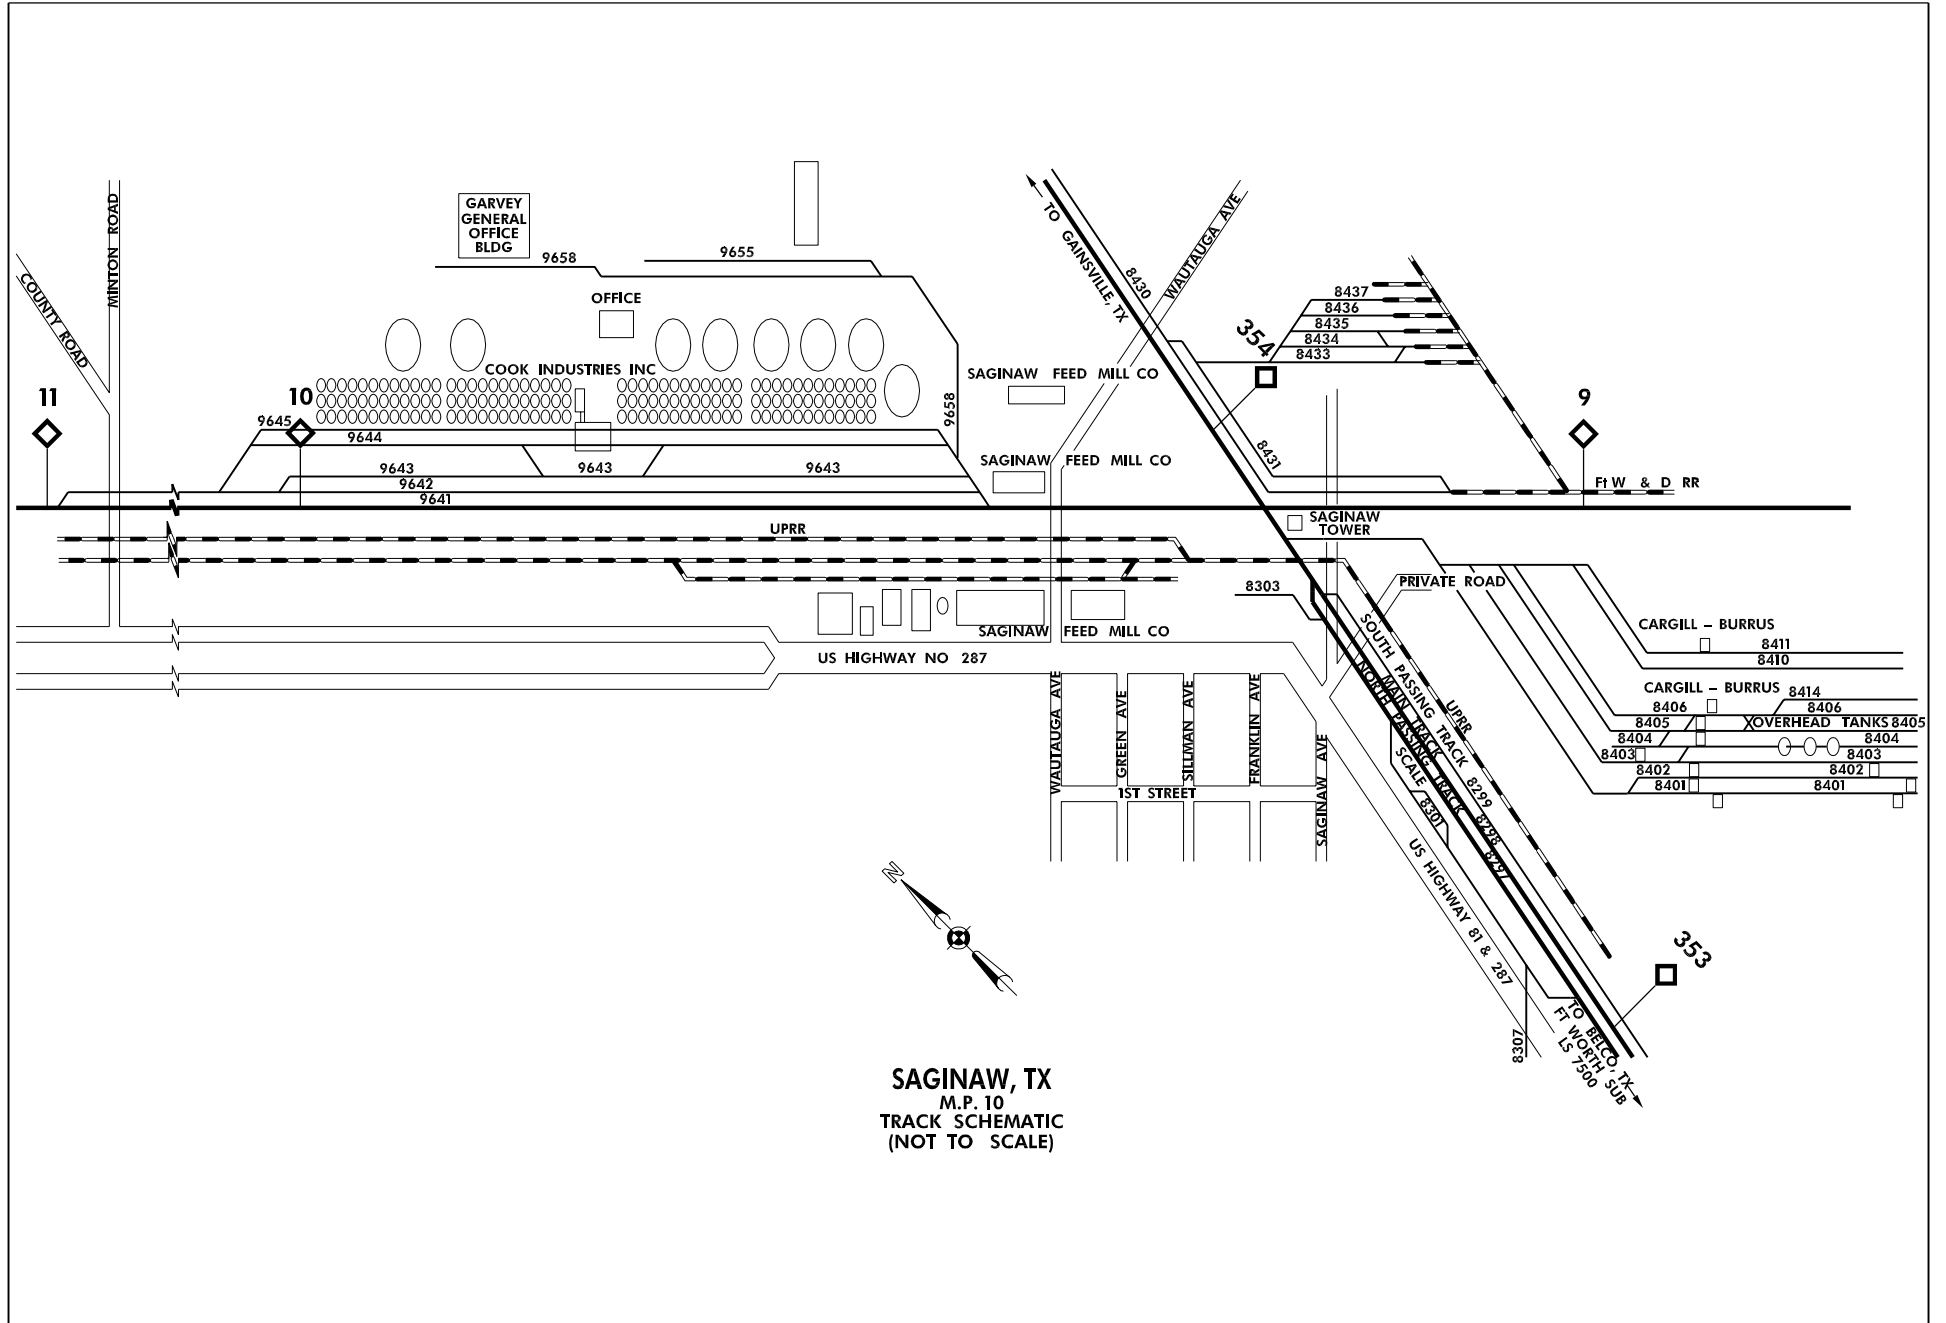 GARVEY
GENERAL
OFFICE
BLDG
9658
9655
OFFICE
COOK INDUSTRIES INC
COUNTY ROAD
MINTON ROAD
11
10
9645
9644
9643
9643
9643
9642
9641
9658
TO GAINSVILLE, TX
8430
WAUTAUGA AVE
SAGINAW FEED MILL CO
SAGINAW FEED MILL CO
354
8431
8437
8436
8435
8434
8433
9
Ft W & D RR
SAGINAW
TOWER
UPRR
8303
PRIVATE ROAD
SAGINAW FEED MILL CO
US HIGHWAY NO 287
WAUTAUGA AVE
GREEN AVE
SILLMAN AVE
FRANKLIN AVE
SAGINAW AVE
1ST STREET
SOUTH PASSING TRACK 8299
MAIN TRACK 8298
NORTH PASSING TRACK 8297
SCALE
UPRR
8301
US HIGHWAY 81 & 287
8307
353
TO BELCO, TX
FT WORTH SUB
LS 7500
CARGILL – BURRUS
8411
8410
CARGILL – BURRUS
8414
8406
8406
8405
OVERHEAD TANKS 8405
8404
8404
8403
8403
8402
8402
8401
8401
N
SAGINAW, TX
M.P. 10
TRACK SCHEMATIC
(NOT TO SCALE)